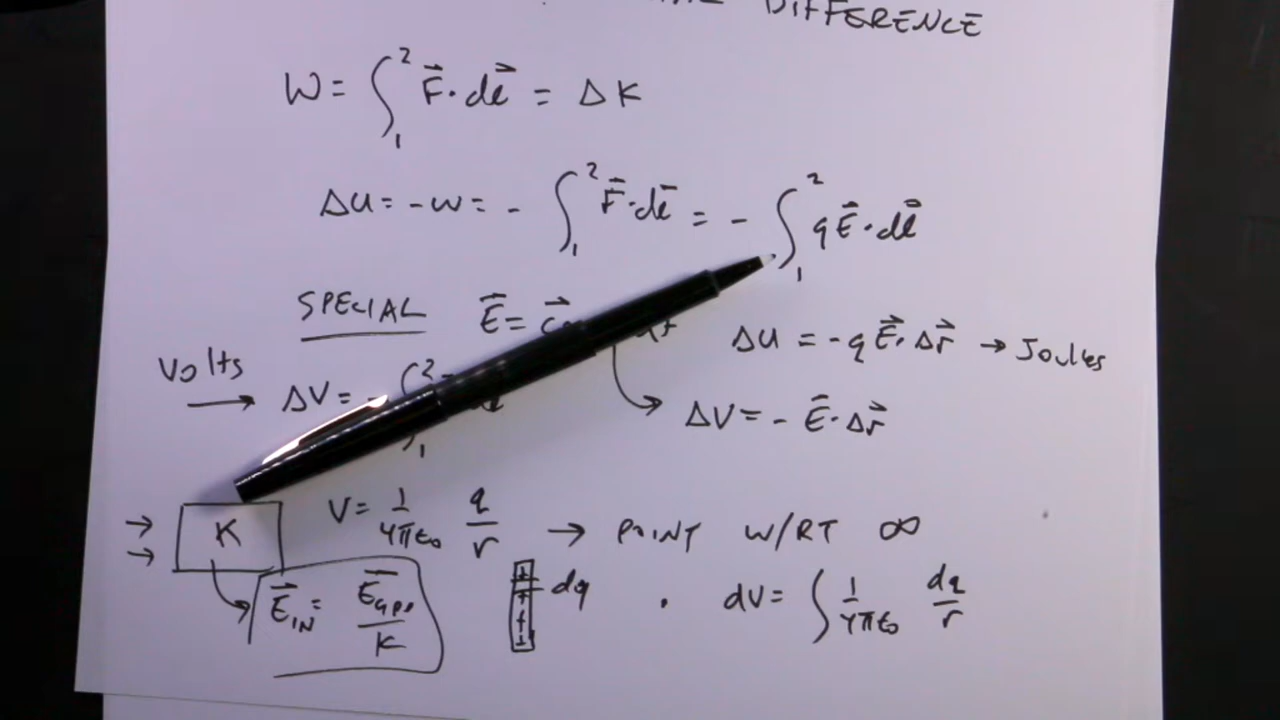 DIFFERENCE
W = ∫₁² F⃗ · dℓ⃗ = ΔK
ΔU = -W = - ∫₁² F⃗ · dℓ⃗ = - ∫₁² qE⃗ · dℓ⃗
SPECIAL E⃗ =
ΔU = -qE⃗ · Δr⃗ → Joules
Volts → ΔV = - ∫₁²
ΔV = - E⃗ · Δr⃗
V = 1/4πε₀ q/r → POINT W/RT ∞
K
E⃗IN = /K
+ + + + dq
dV = ∫ 1/4πε₀ dq/r